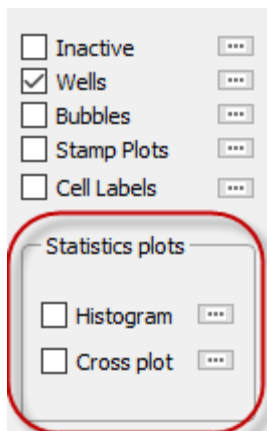 Inactive
Wells
Bubbles
Stamp Plots
Cell Labels
Statistics plots
Histogram
Cross plot